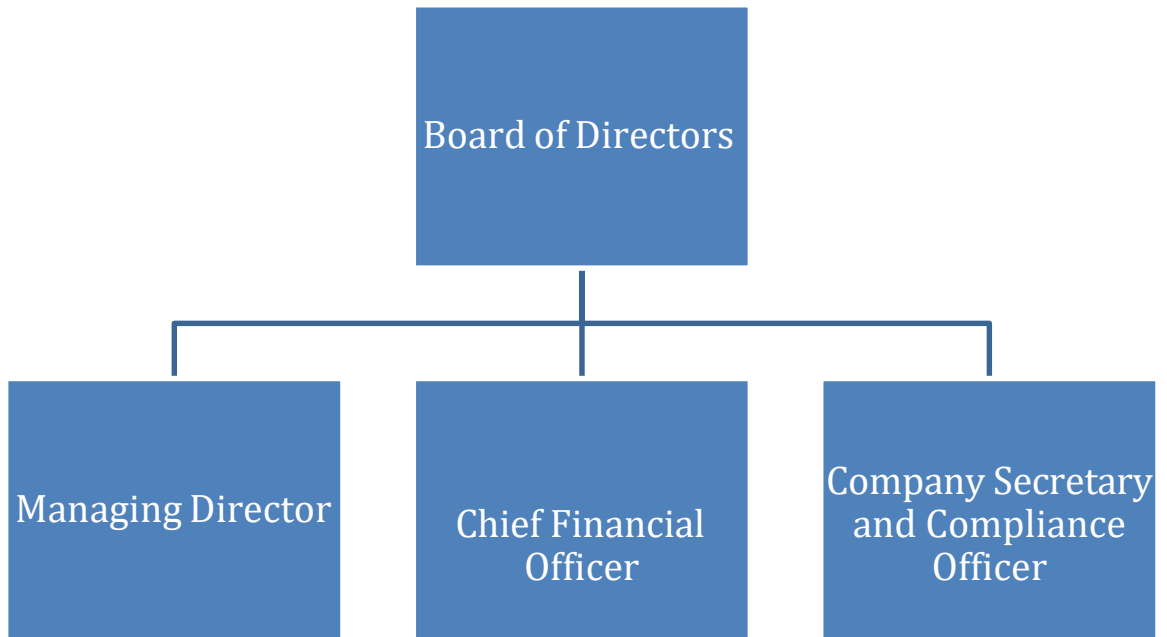 Board of Directors
Managing Director
Chief Financial
Officer
Company Secretary
and Compliance
Officer